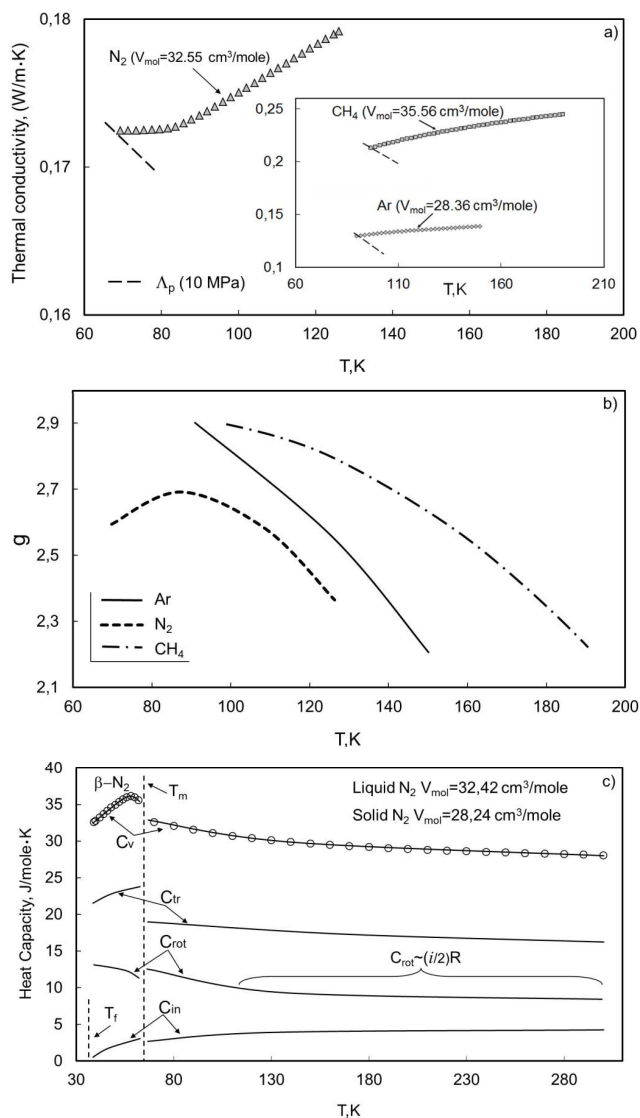 a)
0,18
0,17
0,16
Thermal conductivity, (W/m·K)
N₂ (Vmol=32.55 cm³/mole)
Λp (10 MPa)
0,25
0,2
0,15
0,1
CH₄ (Vmol=35.56 cm³/mole)
Ar (Vmol=28.36 cm³/mole)
60 110 160 210
T,K
60 80 100 120 140 160 180 200
T,K
b)
2,9
2,7
2,5
2,3
2,1
g
Ar
N₂
CH₄
60 80 100 120 140 160 180 200
T,K
c)
40
35
30
25
20
15
10
5
0
Heat Capacity, J/mole·K
β–N₂
Tm
Liquid N₂ Vmol=32,42 cm³/mole
Solid N₂ Vmol=28,24 cm³/mole
Cv
Ctr
Crot
Crot~(i/2)R
Tf
Cin
30 80 130 180 230 280
T,K